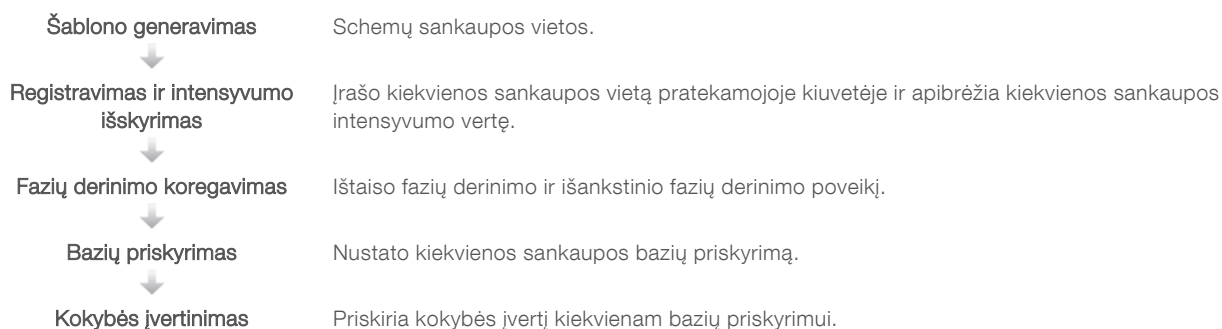 Šablono generavimas Schemų sankaupos vietos.
Registravimas ir intensyvumo išskyrimas Įrašo kiekvienos sankaupos vietą pratekamojoje kiuvetėje ir apibrėžia kiekvienos sankaupos
intensyvumo vertę.
Fazių derinimo koregavimas Ištaiso fazių derinimo ir išankstinio fazių derinimo poveikį.
Bazių priskyrimas Nustato kiekvienos sankaupos bazių priskyrimą.
Kokybės įvertinimas Priskiria kokybės įvertį kiekvienam bazių priskyrimui.